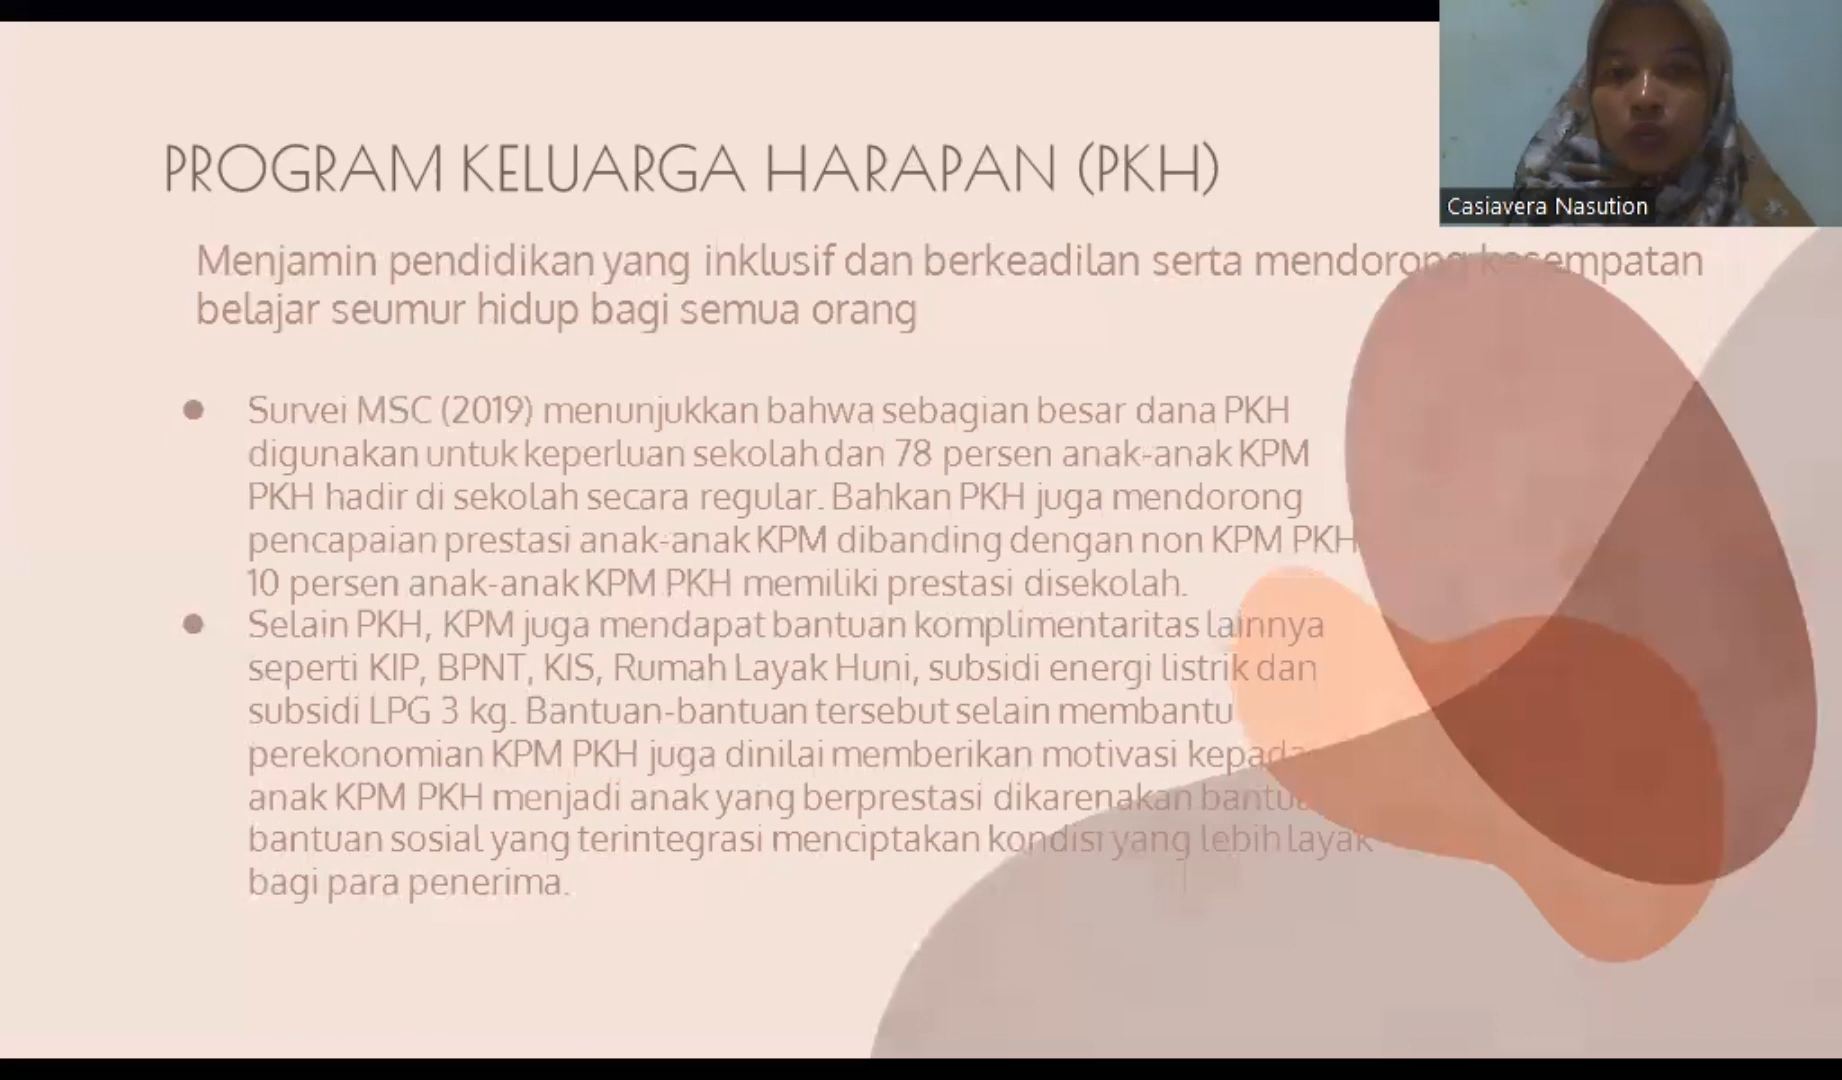 PROGRAM KELUARGA HARAPAN (PKH)
Casiavera Nasution
Menjamin pendidikan yang inklusif dan berkeadilan serta mendorong kesempatan
belajar seumur hidup bagi semua orang
● Survei MSC (2019) menunjukkan bahwa sebagian besar dana PKH
digunakan untuk keperluan sekolah dan 78 persen anak-anak KPM
PKH hadir di sekolah secara regular. Bahkan PKH juga mendorong
pencapaian prestasi anak-anak KPM dibanding dengan non KPM PKH
10 persen anak-anak KPM PKH memiliki prestasi disekolah.
● Selain PKH, KPM juga mendapat bantuan komplimentaritas lainnya
seperti KIP, BPNT, KIS, Rumah Layak Huni, subsidi energi listrik dan
subsidi LPG 3 kg. Bantuan-bantuan tersebut selain membantu
perekonomian KPM PKH juga dinilai memberikan motivasi kepada
anak KPM PKH menjadi anak yang berprestasi dikarenakan
bantuan sosial yang terintegrasi menciptakan kondisi yang lebih layak
bagi para penerima.